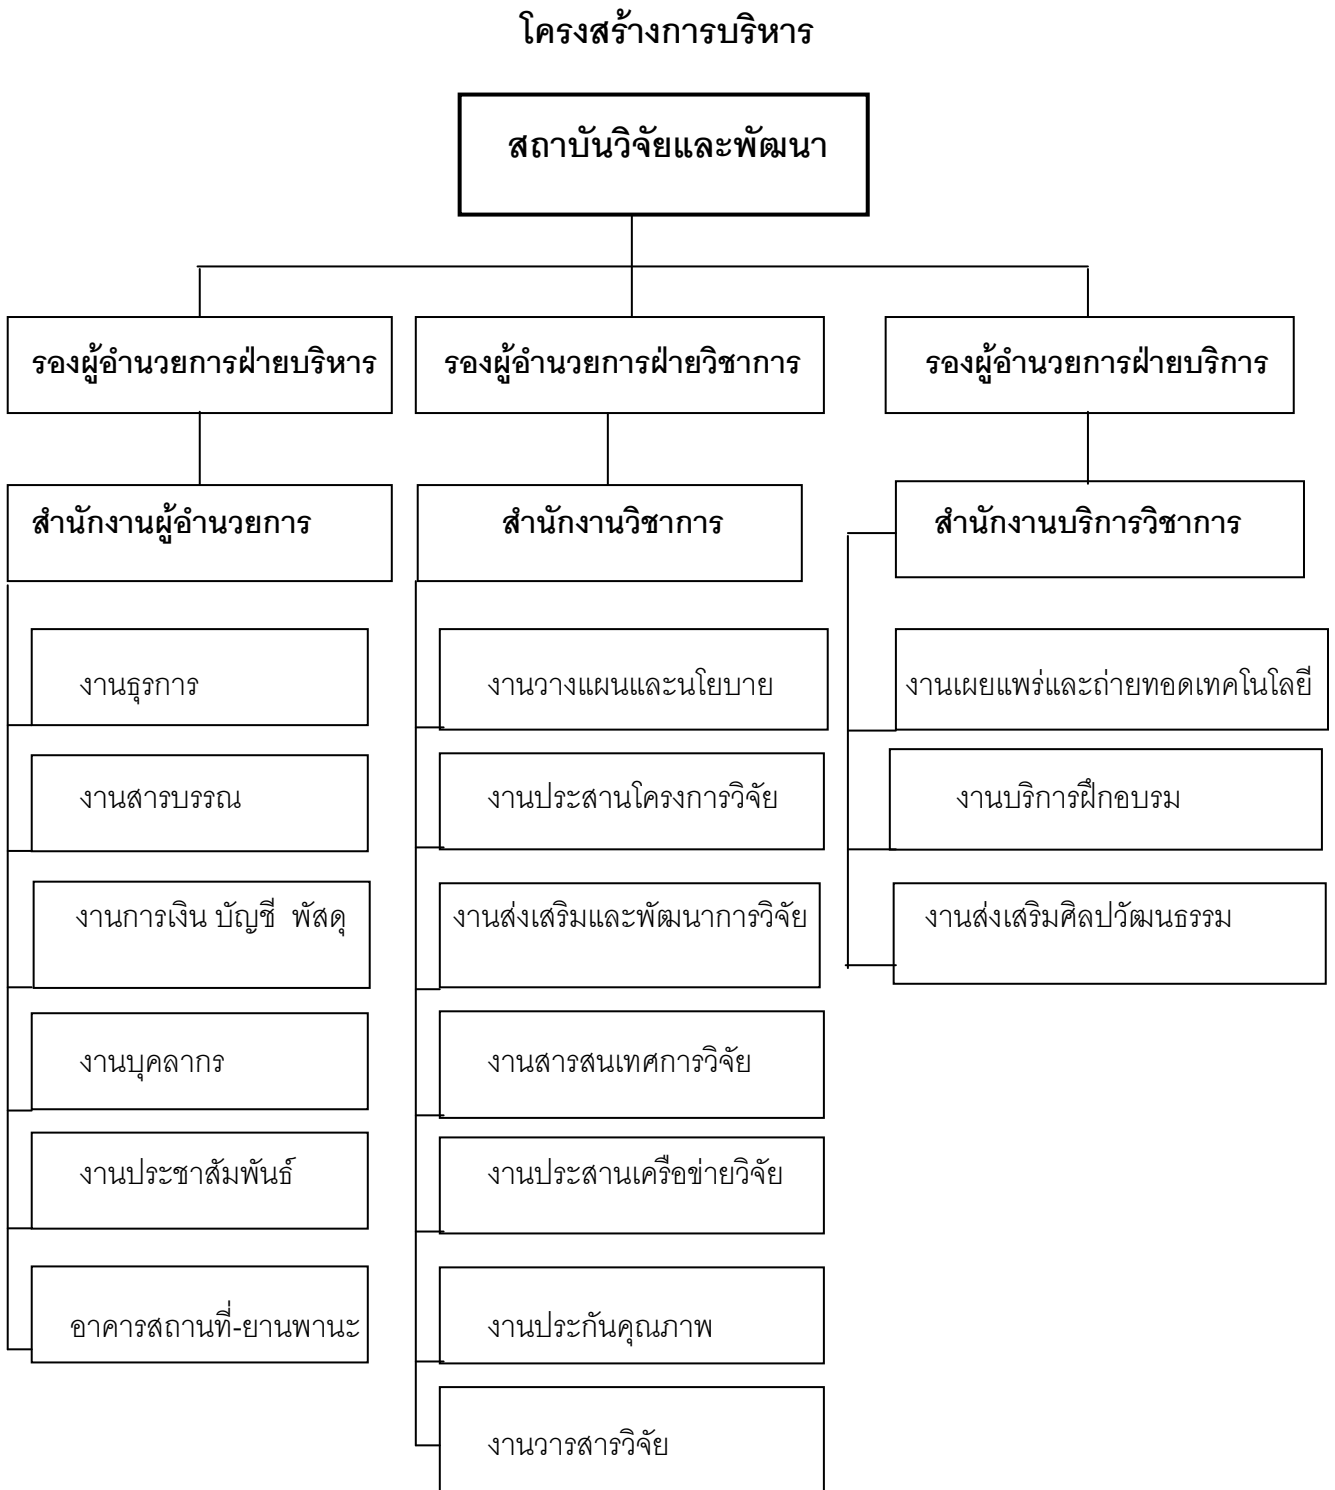 โครงสร้างการบริหาร
สถาบันวิจัยและพัฒนา
รองผู้อำนวยการฝ่ายบริหาร
รองผู้อำนวยการฝ่ายวิชาการ
รองผู้อำนวยการฝ่ายบริการ
สำนักงานผู้อำนวยการ
สำนักงานวิชาการ
สำนักงานบริการวิชาการ
งานธุรการ
งานสารบรรณ
งานการเงิน บัญชี พัสดุ
งานบุคลากร
งานประชาสัมพันธ์
อาคารสถานที่-ยานพานะ
งานวางแผนและนโยบาย
งานประสานโครงการวิจัย
งานส่งเสริมและพัฒนาการวิจัย
งานสารสนเทศการวิจัย
งานประสานเครือข่ายวิจัย
งานประกันคุณภาพ
งานวารสารวิจัย
งานเผยแพร่และถ่ายทอดเทคโนโลยี
งานบริการฝึกอบรม
งานส่งเสริมศิลปวัฒนธรรม